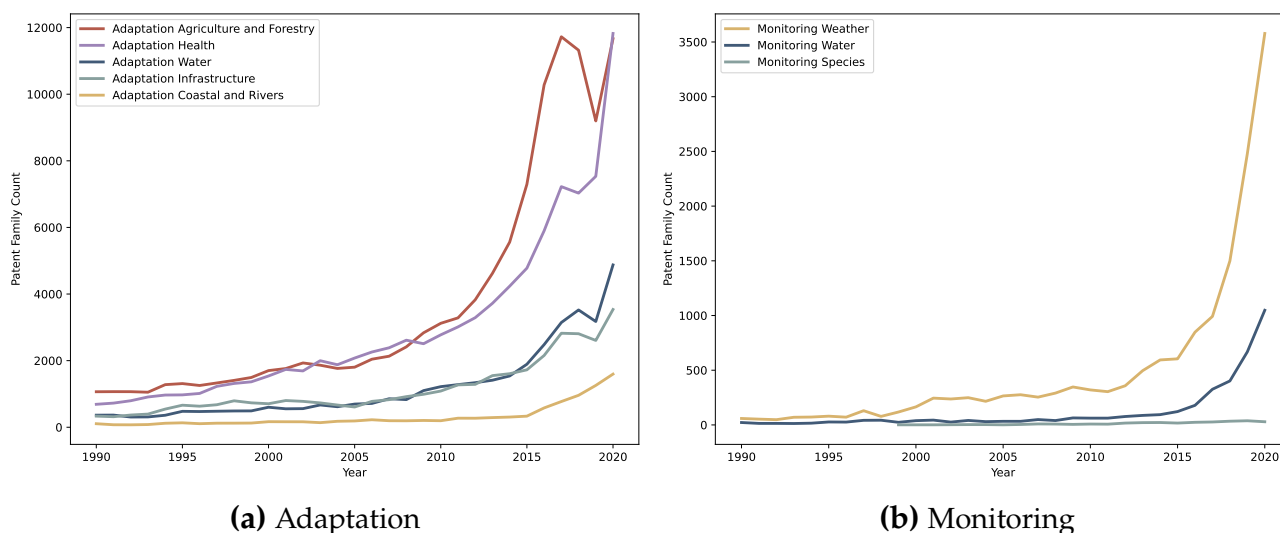 12000
10000
8000
6000
4000
2000
0
Patent Family Count
Adaptation Agriculture and Forestry
Adaptation Health
Adaptation Water
Adaptation Infrastructure
Adaptation Coastal and Rivers
1990 1995 2000 2005 2010 2015 2020
Year
(a) Adaptation
3500
3000
2500
2000
1500
1000
500
0
Patent Family Count
Monitoring Weather
Monitoring Water
Monitoring Species
1990 1995 2000 2005 2010 2015 2020
Year
(b) Monitoring